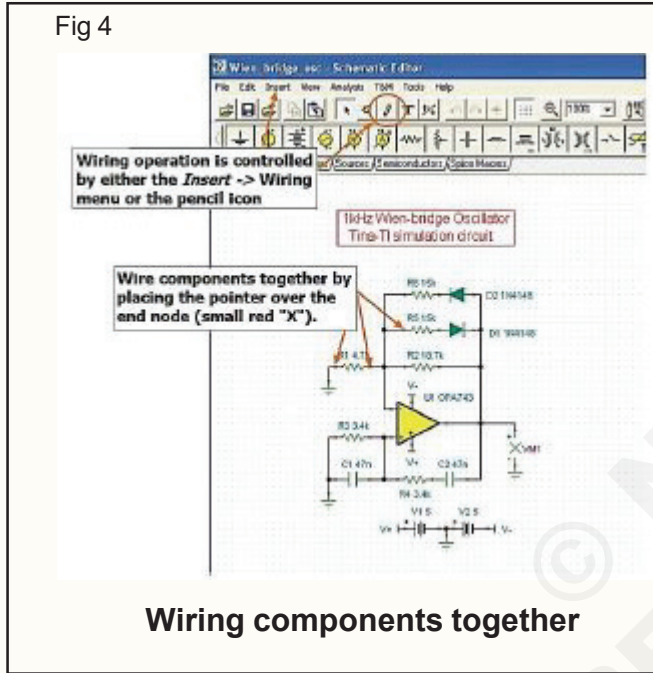 Fig 4
Wien_bridge_osc - Schematic Editor
File Edit Insert View Analysis T&M Tools Help
100%
Wiring operation is controlled
by either the Insert -> Wiring
menu or the pencil icon
Sources Semiconductors Spice Macros
1kHz Wien-bridge Oscillator
Tina-TI simulation circuit
Wire components together by
placing the pointer over the
end node (small red "X").
R6 15k
D2 1N4148
R5 15k
D1 1N4148
R1 4.7k
R2 10.7k
V-
U1 OPA743
R3 3.4k
V+
C1 47n
C2 47n
VM1
R4 3.4k
V1 5
V2 5
V+
V-
Wiring components together
©